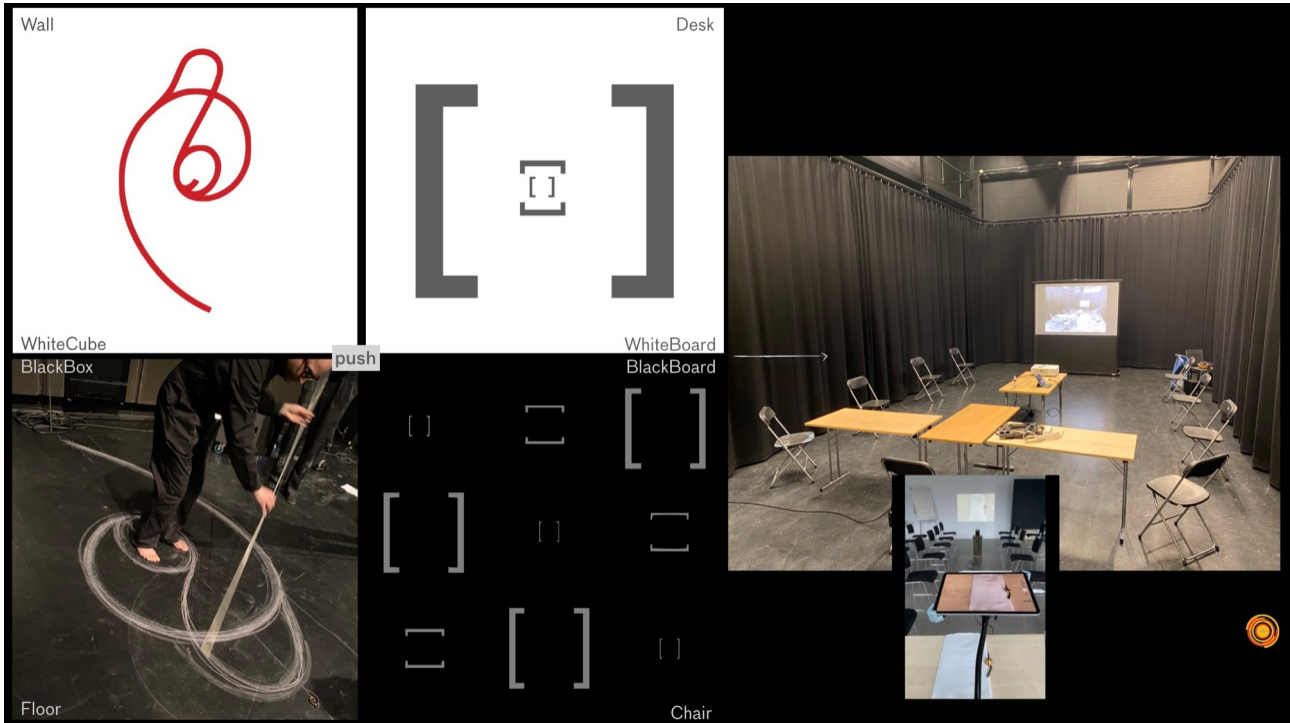 Wall
Desk
WhiteCube
WhiteBoard
push
BlackBox
BlackBoard
Floor
Chair